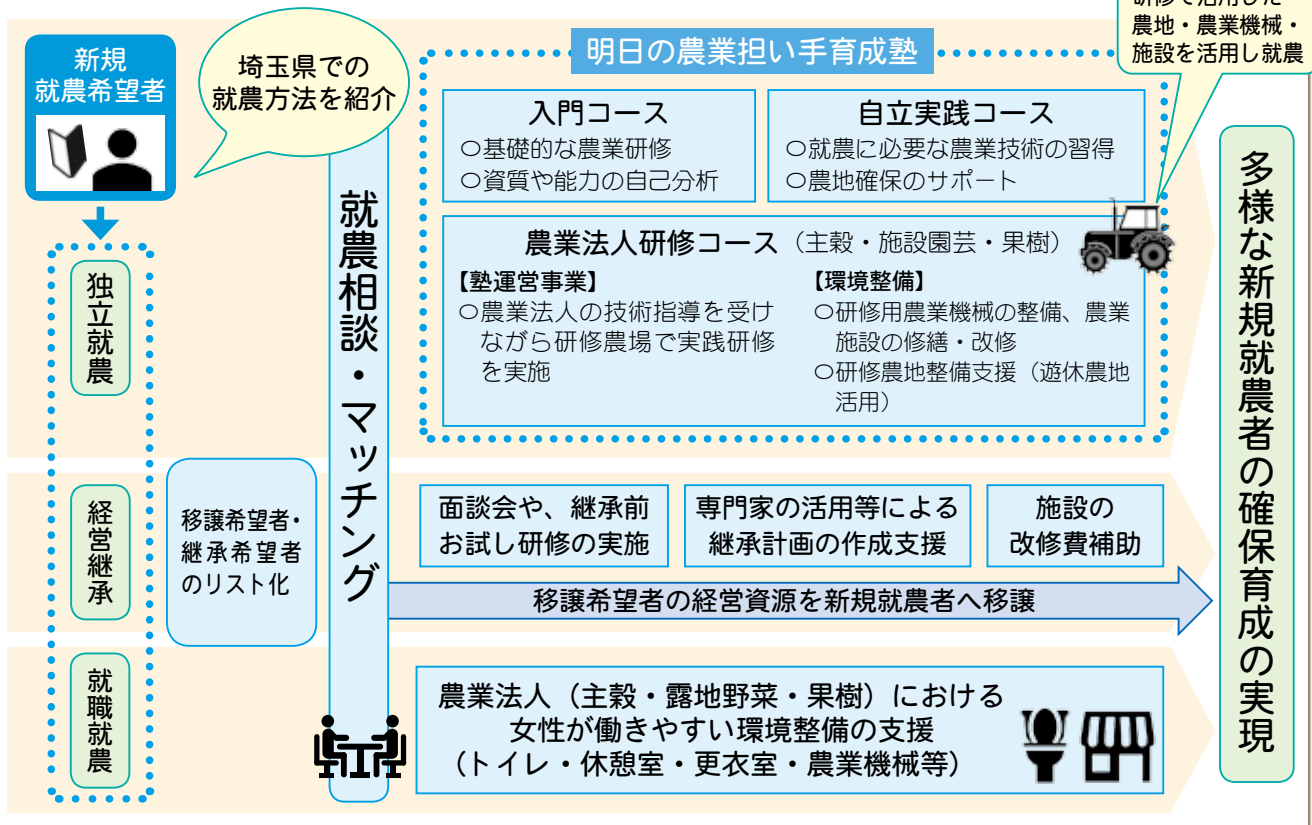 新規
就農希望者
埼玉県での
就農方法を紹介
明日の農業担い手育成塾
農地・農業機械・
施設を活用し就農
入門コース
〇基礎的な農業研修
〇資質や能力の自己分析
自立実践コース
〇就農に必要な農業技術の習得
〇農地確保のサポート
農業法人研修コース（主穀・施設園芸・果樹）
【塾運営事業】
〇農業法人の技術指導を受け
ながら研修農場で実践研修
を実施
【環境整備】
〇研修用農業機械の整備、農業
施設の修繕・改修
〇研修農地整備支援（遊休農地
活用）
独立就農
就農相談・マッチング
経営継承
移譲希望者・
継承希望者
のリスト化
面談会や、継承前
お試し研修の実施
専門家の活用等による
継承計画の作成支援
施設の
改修費補助
移譲希望者の経営資源を新規就農者へ移譲
就職就農
農業法人（主穀・露地野菜・果樹）における
女性が働きやすい環境整備の支援
（トイレ・休憩室・更衣室・農業機械等）
多様な新規就農者の確保育成の実現